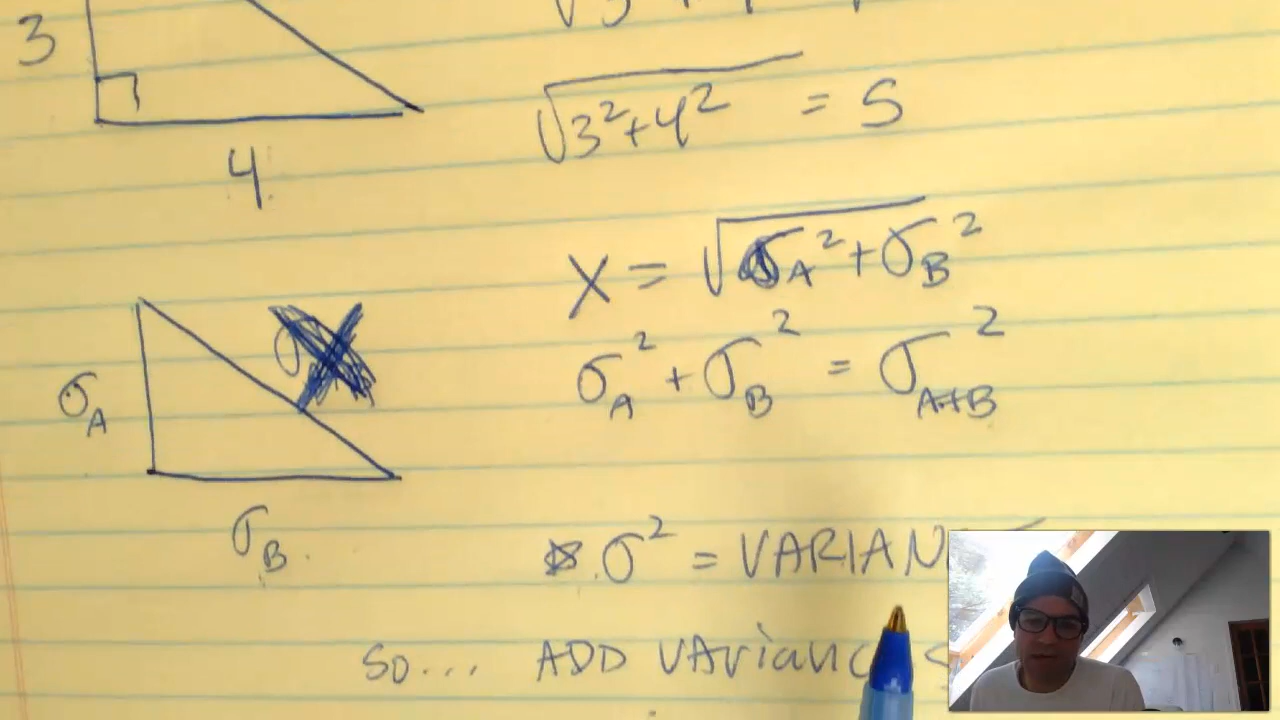 3
4
√3²+4² = 5
X = √σA²+σB²
σA² + σB² = σA+B²
σA
σB
σ² = VARIAN
SO... ADD VARianc